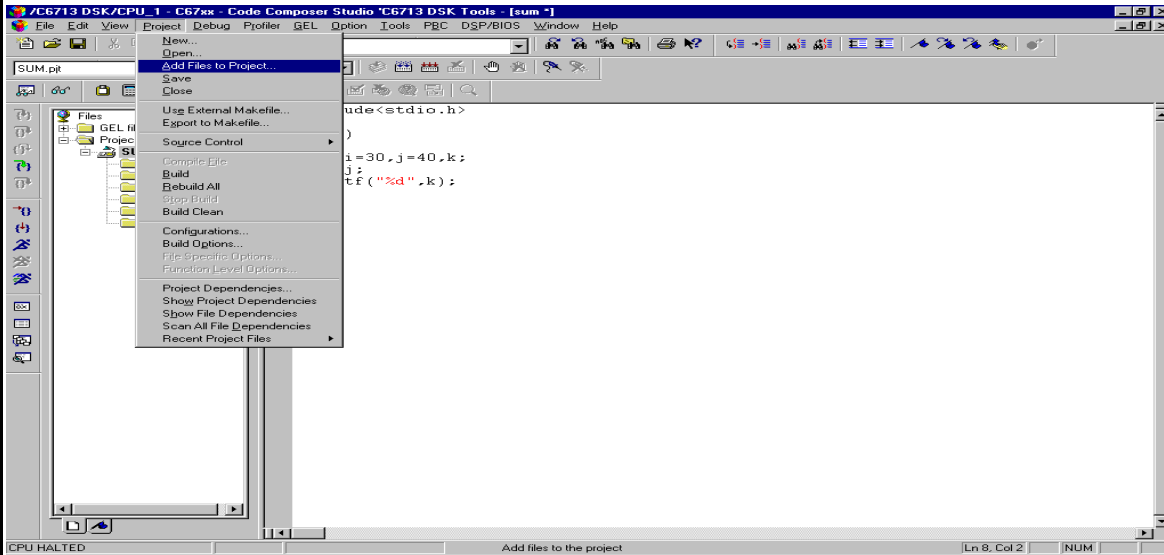 /C6713 DSK/CPU_1 - C67xx - Code Composer Studio 'C6713 DSK Tools - [sum *]
File Edit View Project Debug Profiler GEL Option Tools PBC DSP/BIOS Window Help
SUM.pjt
New...
Open...
Add Files to Project...
Save
Close
Use External Makefile...
Export to Makefile...
Source Control
Compile File
Build
Rebuild All
Stop Build
Build Clean
Configurations...
Build Options...
File Specific Options...
Function Level Options...
Project Dependencies...
Show Project Dependencies
Show File Dependencies
Scan All File Dependencies
Recent Project Files
Files
GEL fil
Projec
SU
ude<stdio.h>
)
i=30,j=40,k;
j;
tf("%d",k);
CPU HALTED
Add files to the project
Ln 8, Col 2
NUM